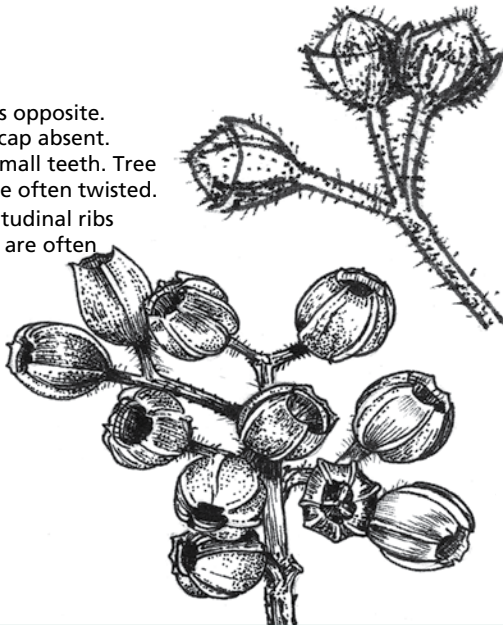 s opposite.
cap absent.
mall teeth. Tree
e often twisted.
tudinal ribs
are often